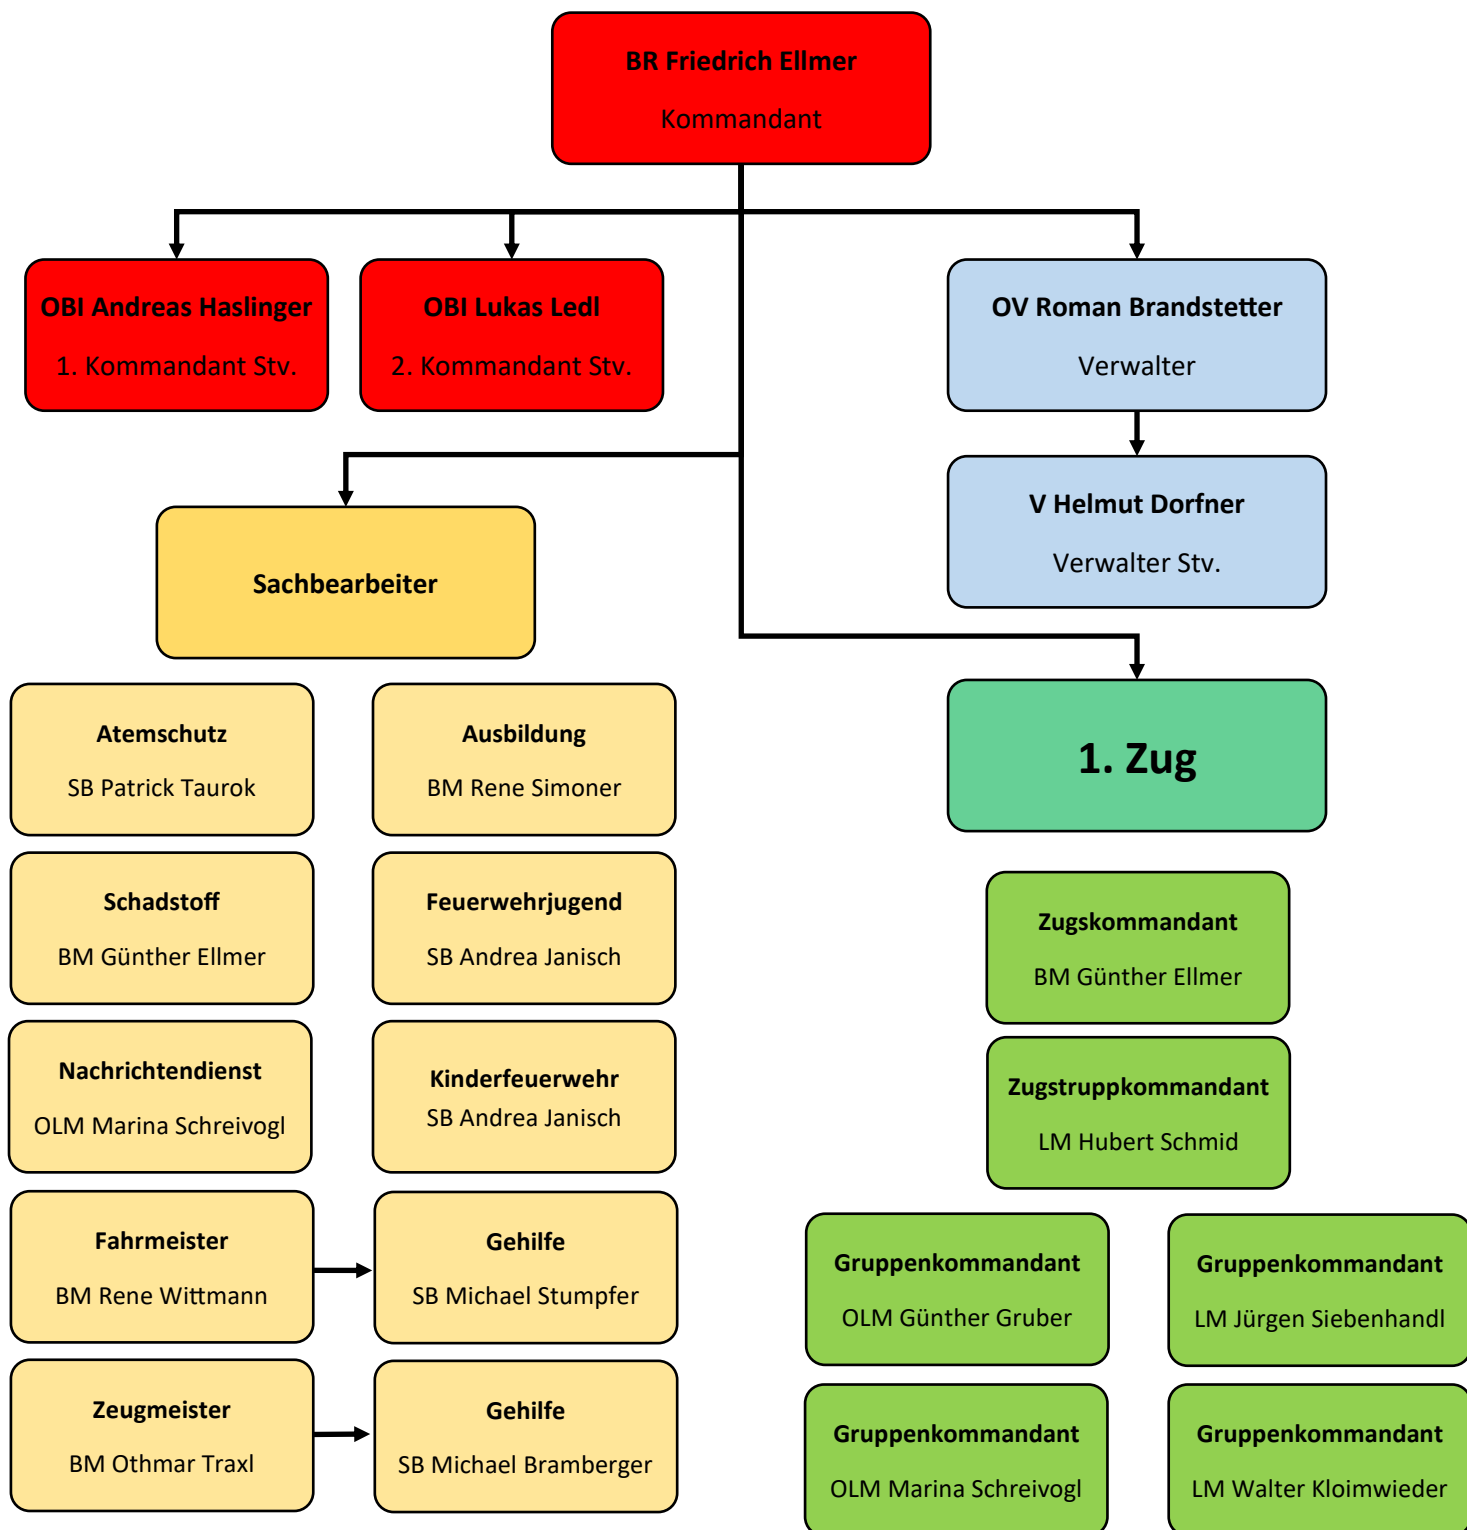 BR Friedrich Ellmer
Kommandant
OBI Andreas Haslinger
1. Kommandant Stv.
OBI Lukas Ledl
2. Kommandant Stv.
OV Roman Brandstetter
Verwalter
V Helmut Dorfner
Verwalter Stv.
Sachbearbeiter
Atemschutz
SB Patrick Taurok
Ausbildung
BM Rene Simoner
Schadstoff
BM Günther Ellmer
Feuerwehrjugend
SB Andrea Janisch
Nachrichtendienst
OLM Marina Schreivogl
Kinderfeuerwehr
SB Andrea Janisch
Fahrmeister
BM Rene Wittmann
Gehilfe
SB Michael Stumpfer
Zeugmeister
BM Othmar Traxl
Gehilfe
SB Michael Bramberger
1. Zug
Zugskommandant
BM Günther Ellmer
Zugstruppkommandant
LM Hubert Schmid
Gruppenkommandant
OLM Günther Gruber
Gruppenkommandant
LM Jürgen Siebenhandl
Gruppenkommandant
OLM Marina Schreivogl
Gruppenkommandant
LM Walter Kloimwieder